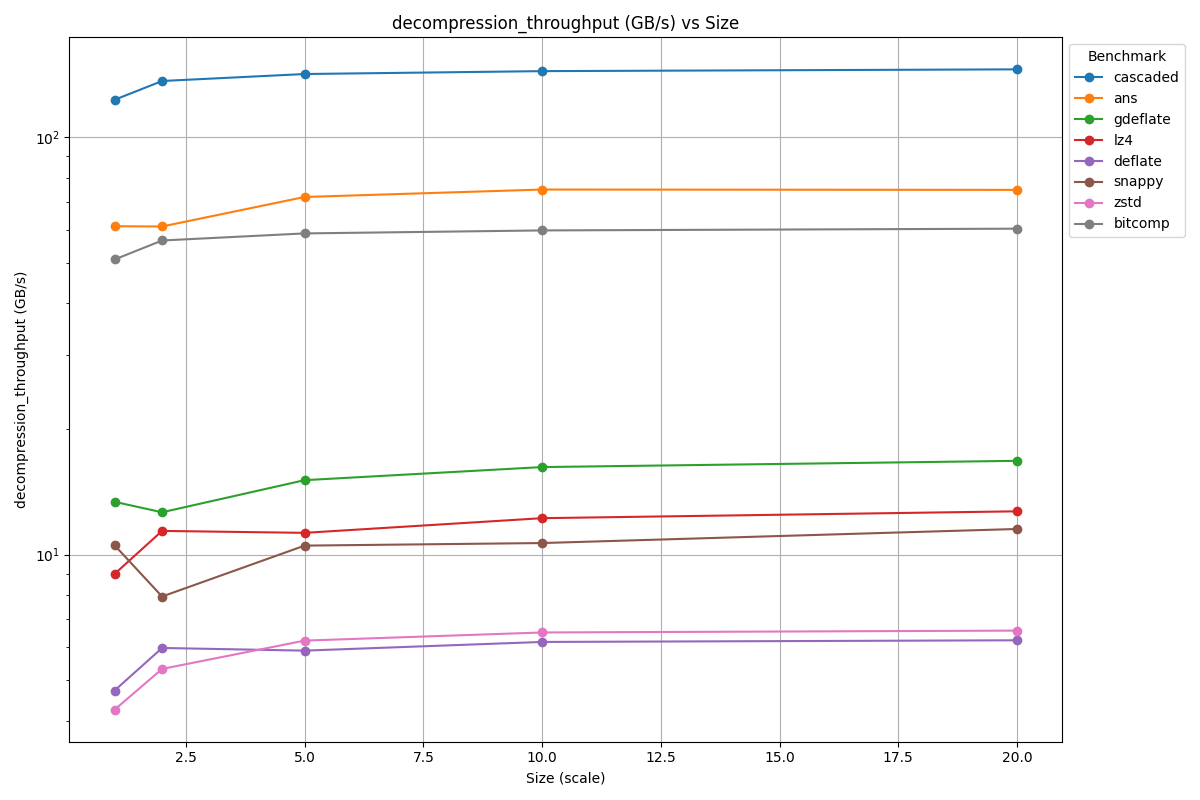 decompression_throughput (GB/s) vs Size
decompression_throughput (GB/s)
10²
10¹
2.5
5.0
7.5
10.0
12.5
15.0
17.5
20.0
Size (scale)
Benchmark
cascaded
ans
gdeflate
lz4
deflate
snappy
zstd
bitcomp